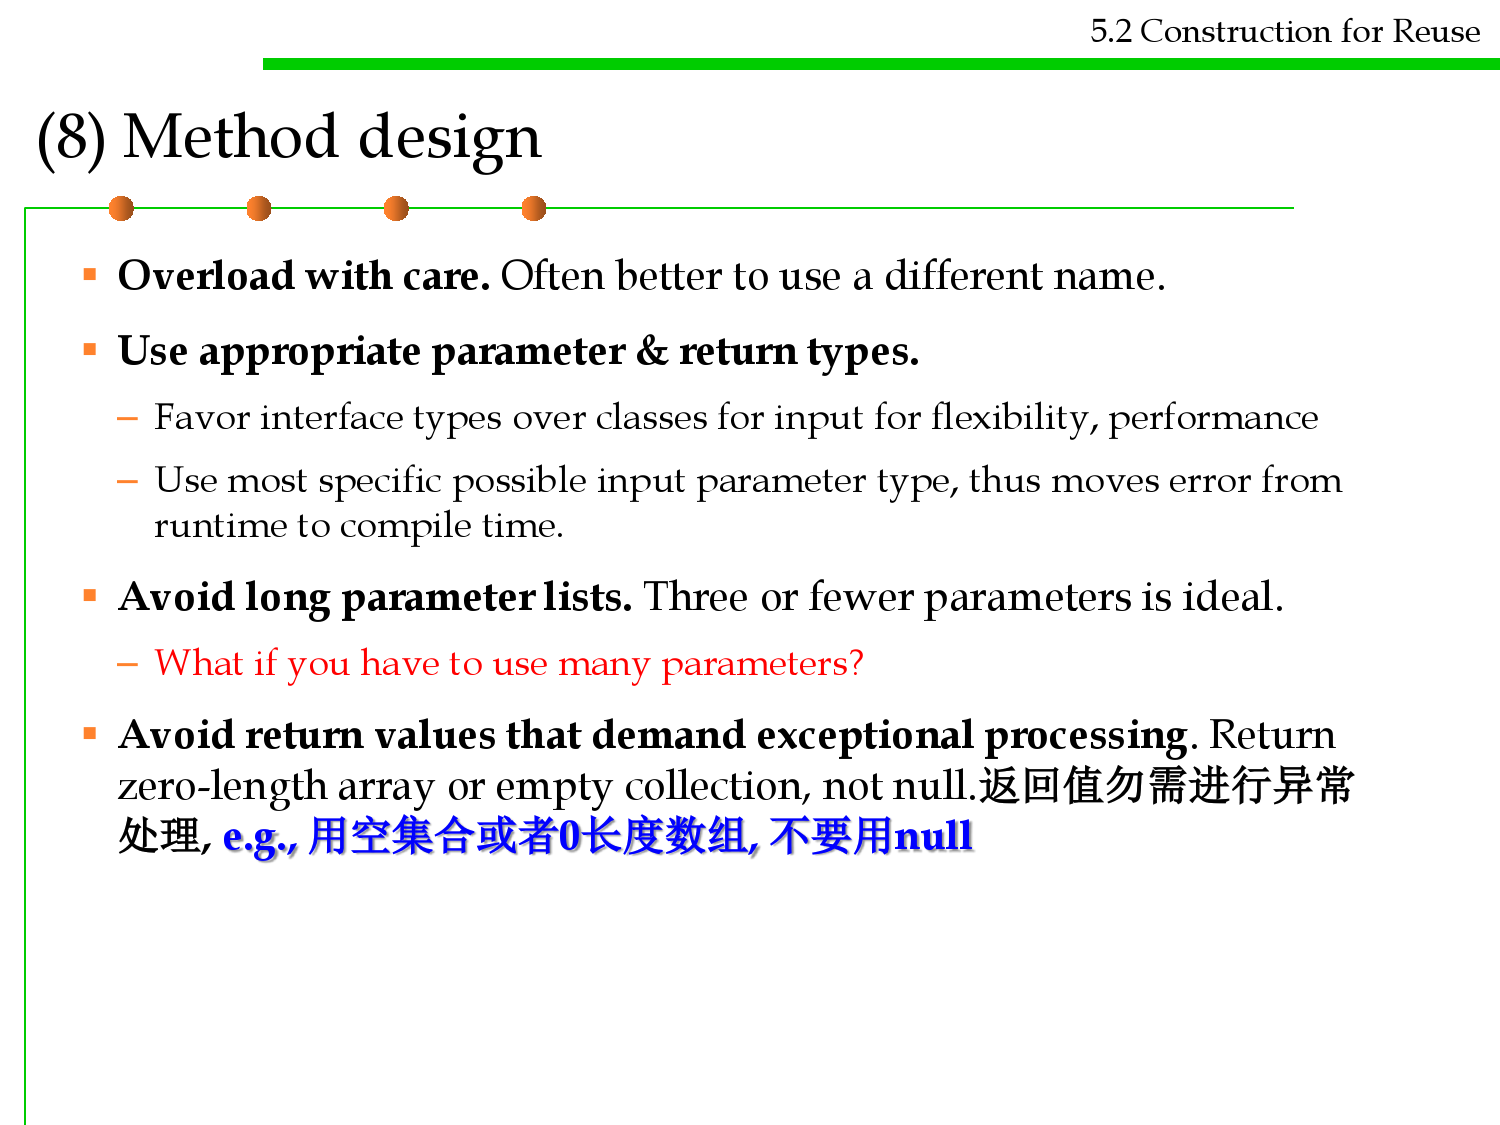 5.2 Construction for Reuse
(8) Method design
▪ Overload with care. Often better to use a different name.
▪ Use appropriate parameter & return types.
– Favor interface types over classes for input for flexibility, performance
– Use most specific possible input parameter type, thus moves error from
runtime to compile time.
▪ Avoid long parameter lists. Three or fewer parameters is ideal.
– What if you have to use many parameters?
▪ Avoid return values that demand exceptional processing. Return
zero-length array or empty collection, not null.返回值勿需进行异常
处理, e.g., 用空集合或者0长度数组, 不要用null